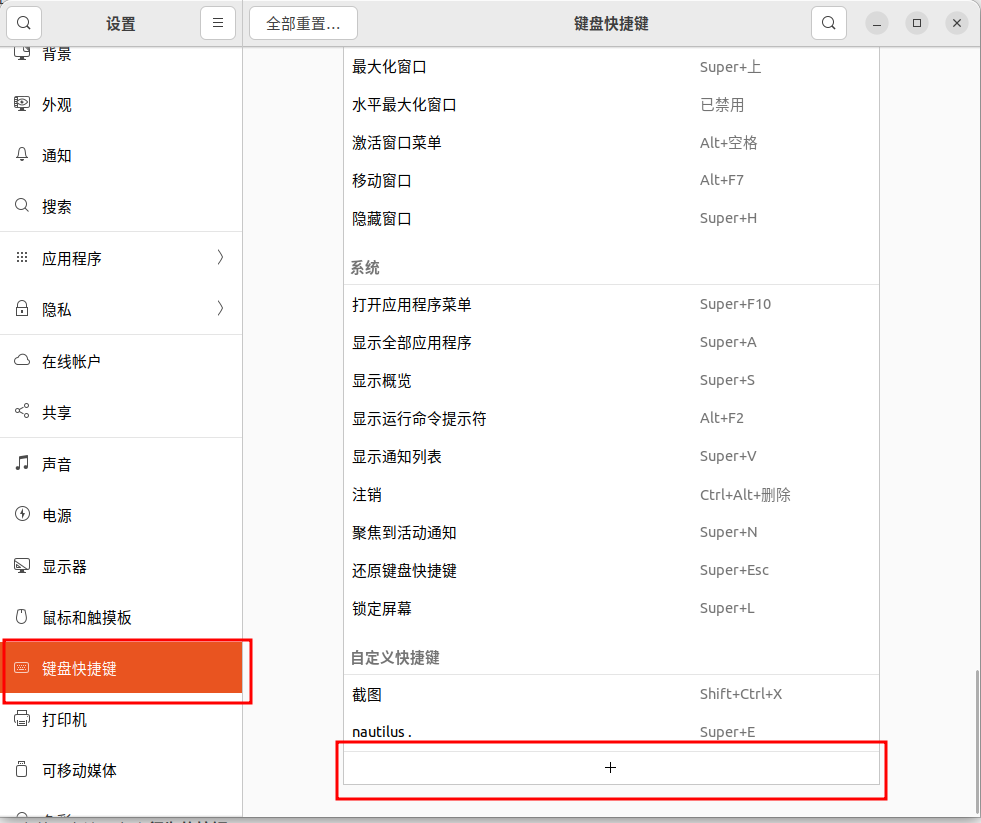 设置
全部重置...
键盘快捷键
背景
外观
通知
搜索
应用程序
隐私
在线帐户
共享
声音
电源
显示器
鼠标和触摸板
键盘快捷键
打印机
可移动媒体
最大化窗口 Super+上
水平最大化窗口 已禁用
激活窗口菜单 Alt+空格
移动窗口 Alt+F7
隐藏窗口 Super+H
系统
打开应用程序菜单 Super+F10
显示全部应用程序 Super+A
显示概览 Super+S
显示运行命令提示符 Alt+F2
显示通知列表 Super+V
注销 Ctrl+Alt+删除
聚焦到活动通知 Super+N
还原键盘快捷键 Super+Esc
锁定屏幕 Super+L
自定义快捷键
截图 Shift+Ctrl+X
nautilus . Super+E
+